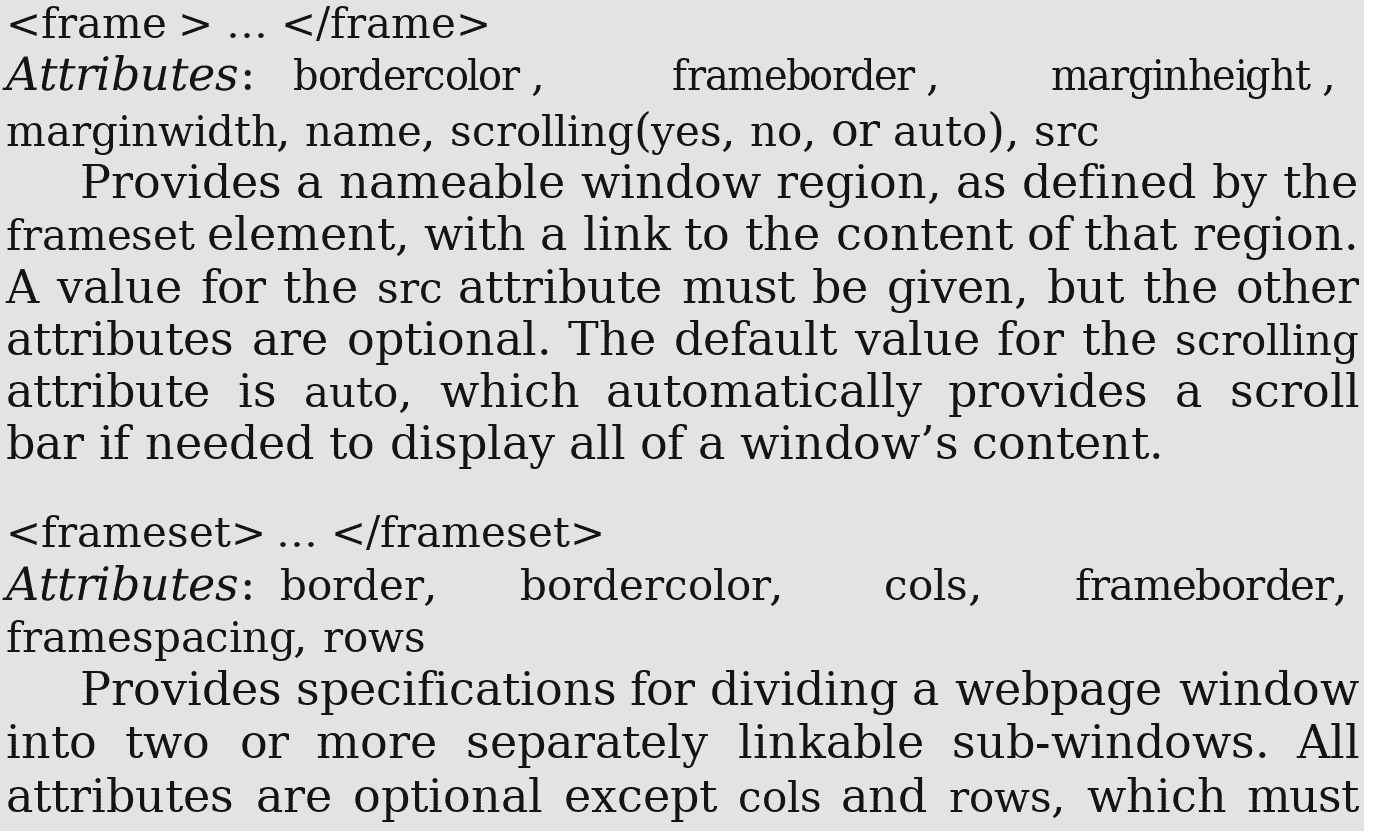 <frame > … </frame>
Attributes: bordercolor , frameborder , marginheight ,
marginwidth, name, scrolling(yes, no, or auto), src
Provides a nameable window region, as defined by the
frameset element, with a link to the content of that region.
A value for the src attribute must be given, but the other
attributes are optional. The default value for the scrolling
attribute is auto, which automatically provides a scroll
bar if needed to display all of a window’s content.
<frameset> … </frameset>
Attributes: border, bordercolor, cols, frameborder,
framespacing, rows
Provides specifications for dividing a webpage window
into two or more separately linkable sub-windows. All
attributes are optional except cols and rows, which must